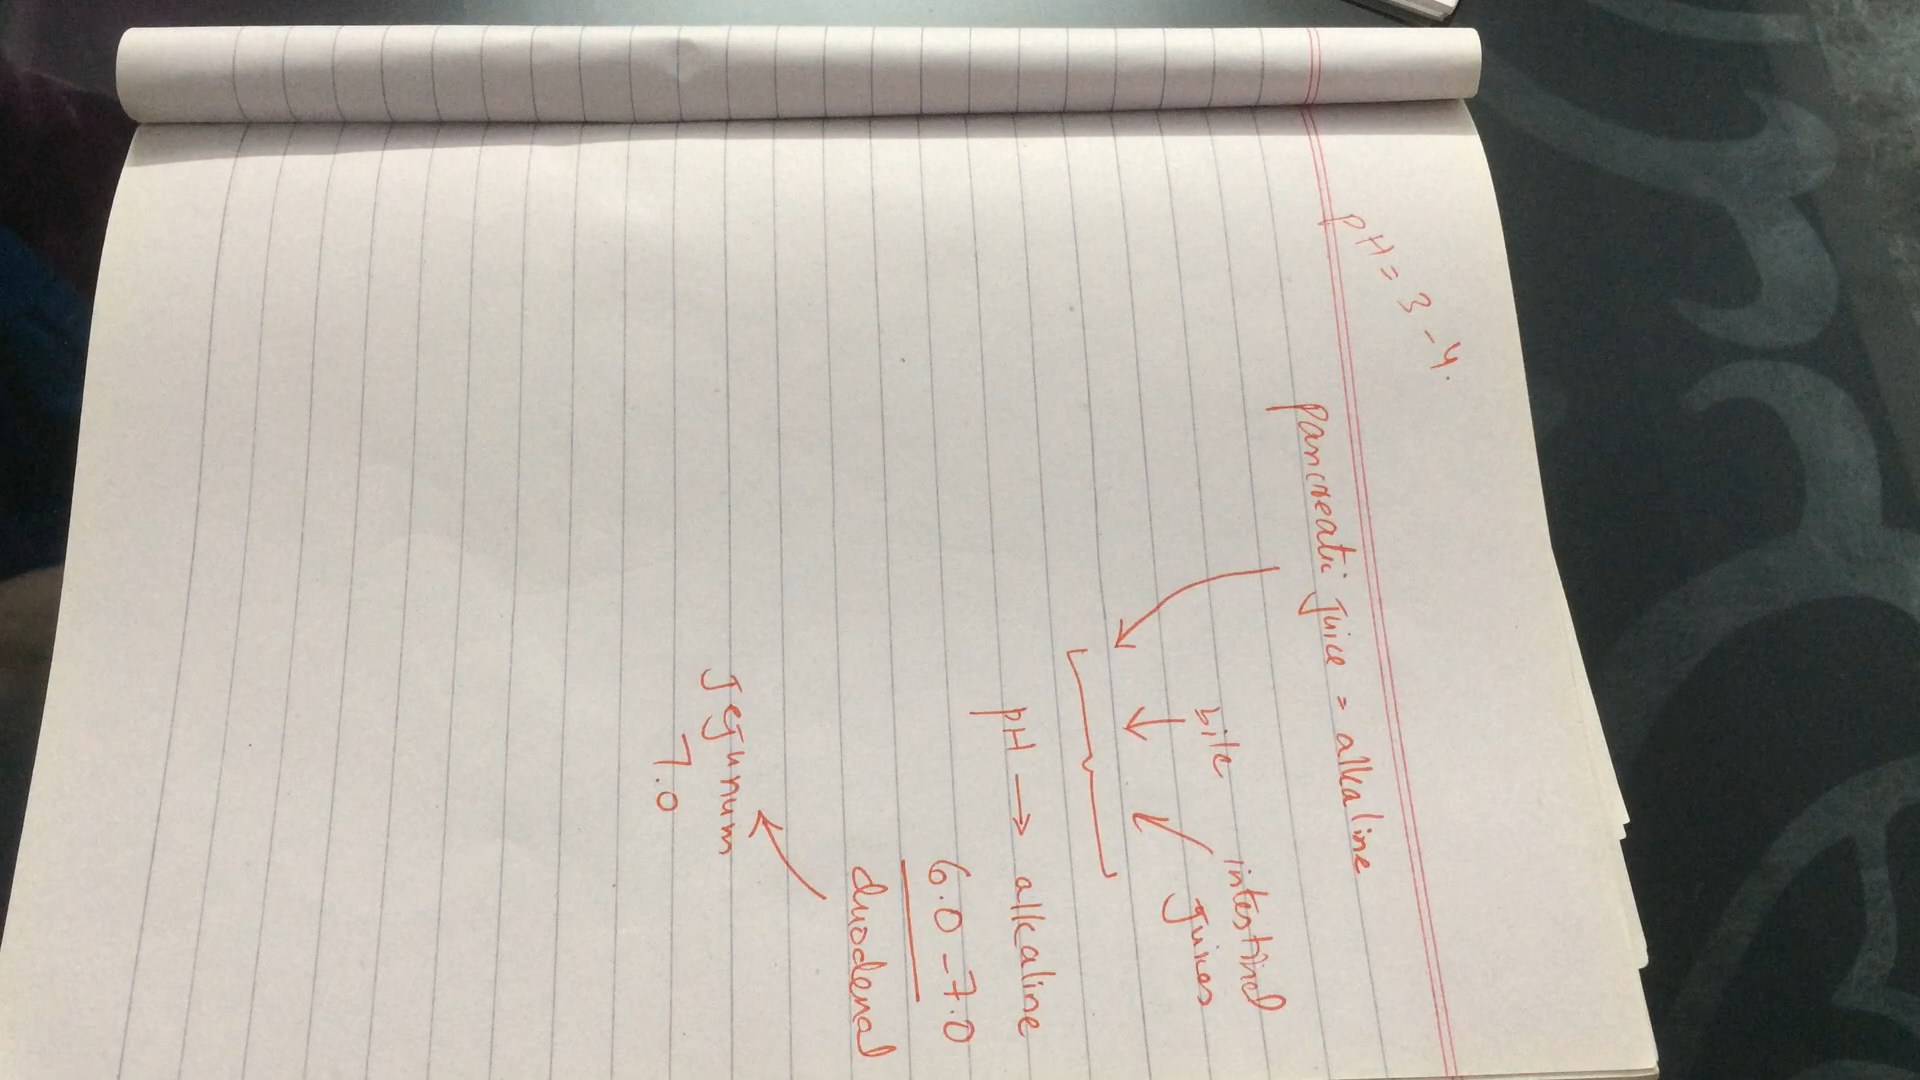 pH = 3 - 4.
pancreatic juice = alkaline
bile intestinal
juices
pH → alkaline
6.0 - 7.0
duodenal
Jejunum
7.0